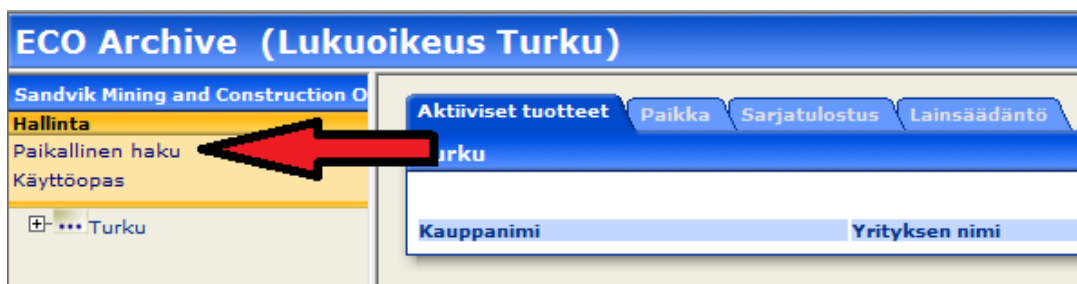 ECO Archive (Lukuoikeus Turku)
Sandvik Mining and Construction O
Hallinta
Paikallinen haku
Käyttöopas
Turku
Aktiiviset tuotteet Paikka Sarjatulostus Lainsäädäntö
urku
Kauppanimi Yrityksen nimi